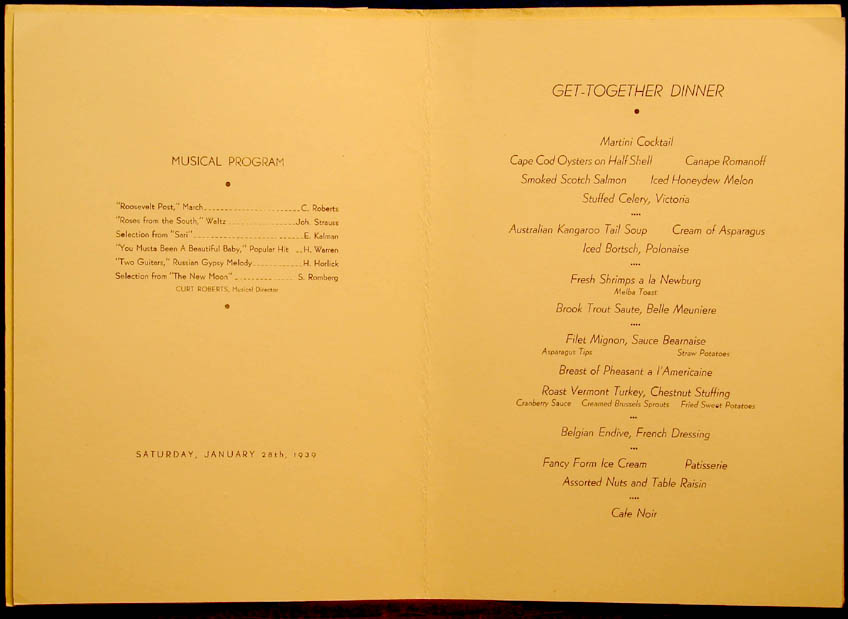 MUSICAL PROGRAM
"Roosevelt Post," March C. Roberts
"Roses from the South," Waltz Joh. Strauss
Selection from "Sari" E. Kalman
"You Musta Been A Beautiful Baby," Popular Hit H. Warren
"Two Guitars," Russian Gypsy Melody H. Horlick
Selection from "The New Moon" S. Romberg
CURT ROBERTS, Musical Director
SATURDAY, JANUARY 28th, 1939
GET-TOGETHER DINNER
Martini Cocktail
Cape Cod Oysters on Half Shell Canape Romanoff
Smoked Scotch Salmon Iced Honeydew Melon
Stuffed Celery, Victoria
Australian Kangaroo Tail Soup Cream of Asparagus
Iced Bortsch, Polonaise
Fresh Shrimps a la Newburg
Melba Toast
Brook Trout Saute, Belle Meuniere
Filet Mignon, Sauce Bearnaise
Asparagus Tips Straw Potatoes
Breast of Pheasant a l'Americaine
Roast Vermont Turkey, Chestnut Stuffing
Cranberry Sauce Creamed Brussels Sprouts Fried Sweet Potatoes
Belgian Endive, French Dressing
Fancy Form Ice Cream Patisserie
Assorted Nuts and Table Raisin
Cafe Noir